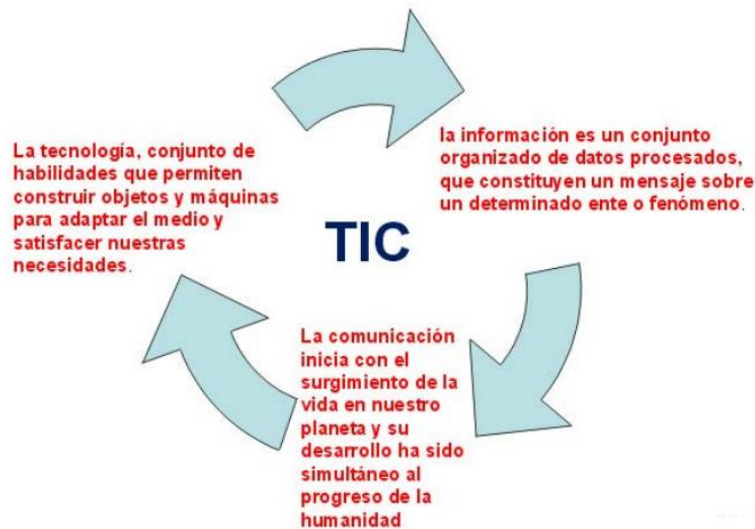 La tecnología, conjunto de
habilidades que permiten
construir objetos y máquinas
para adaptar el medio y
satisfacer nuestras
necesidades.
la información es un conjunto
organizado de datos procesados,
que constituyen un mensaje sobre
un determinado ente o fenómeno.
TIC
La comunicación
inicia con el
surgimiento de la
vida en nuestro
planeta y su
desarrollo ha sido
simultáneo al
progreso de la
humanidad